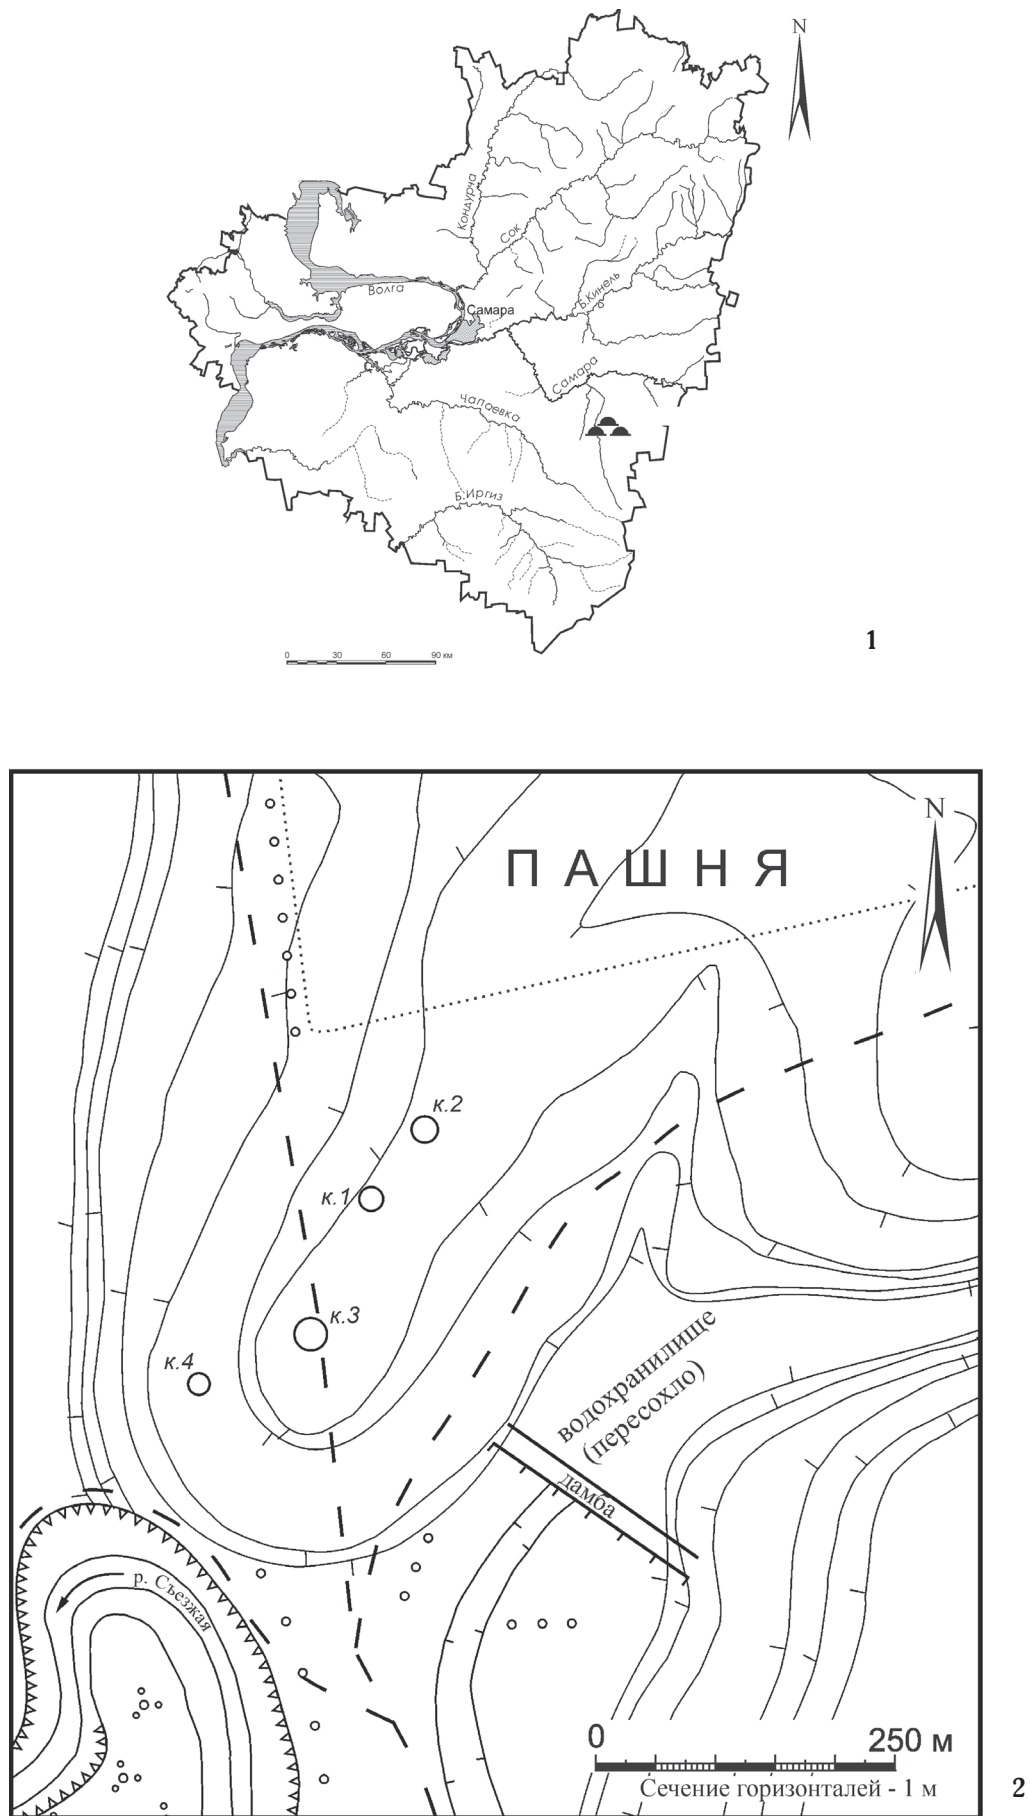 N
Кондурча
Сок
Волга
Самара
Б.Кинель
Самара
Чапаевка
Б.Иргиз
1
0 30 60 90 км
N
ПАШНЯ
к.2
к.1
к.3
к.4
водохранилище
(пересохло)
дамба
р. Съезжая
0 250 м
Сечение горизонталей - 1 м
2